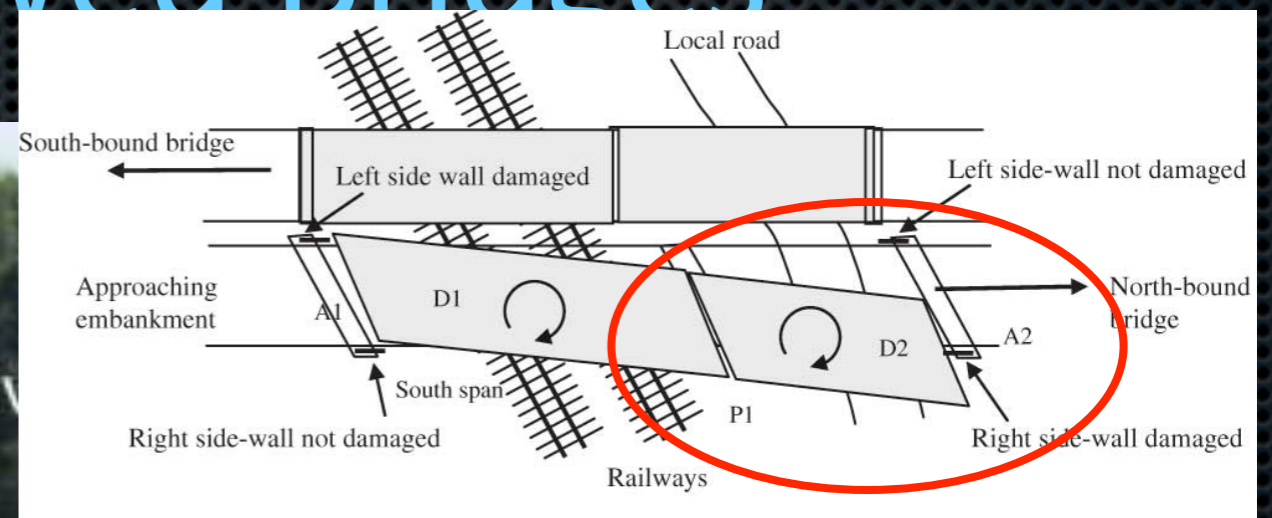 Bridges
Local road
South-bound bridge
Left side wall damaged
Left side-wall not damaged
Approaching
embankment
A1
D1
D2
A2
North-bound
bridge
South span
P1
Right side-wall not damaged
Right side-wall damaged
Railways